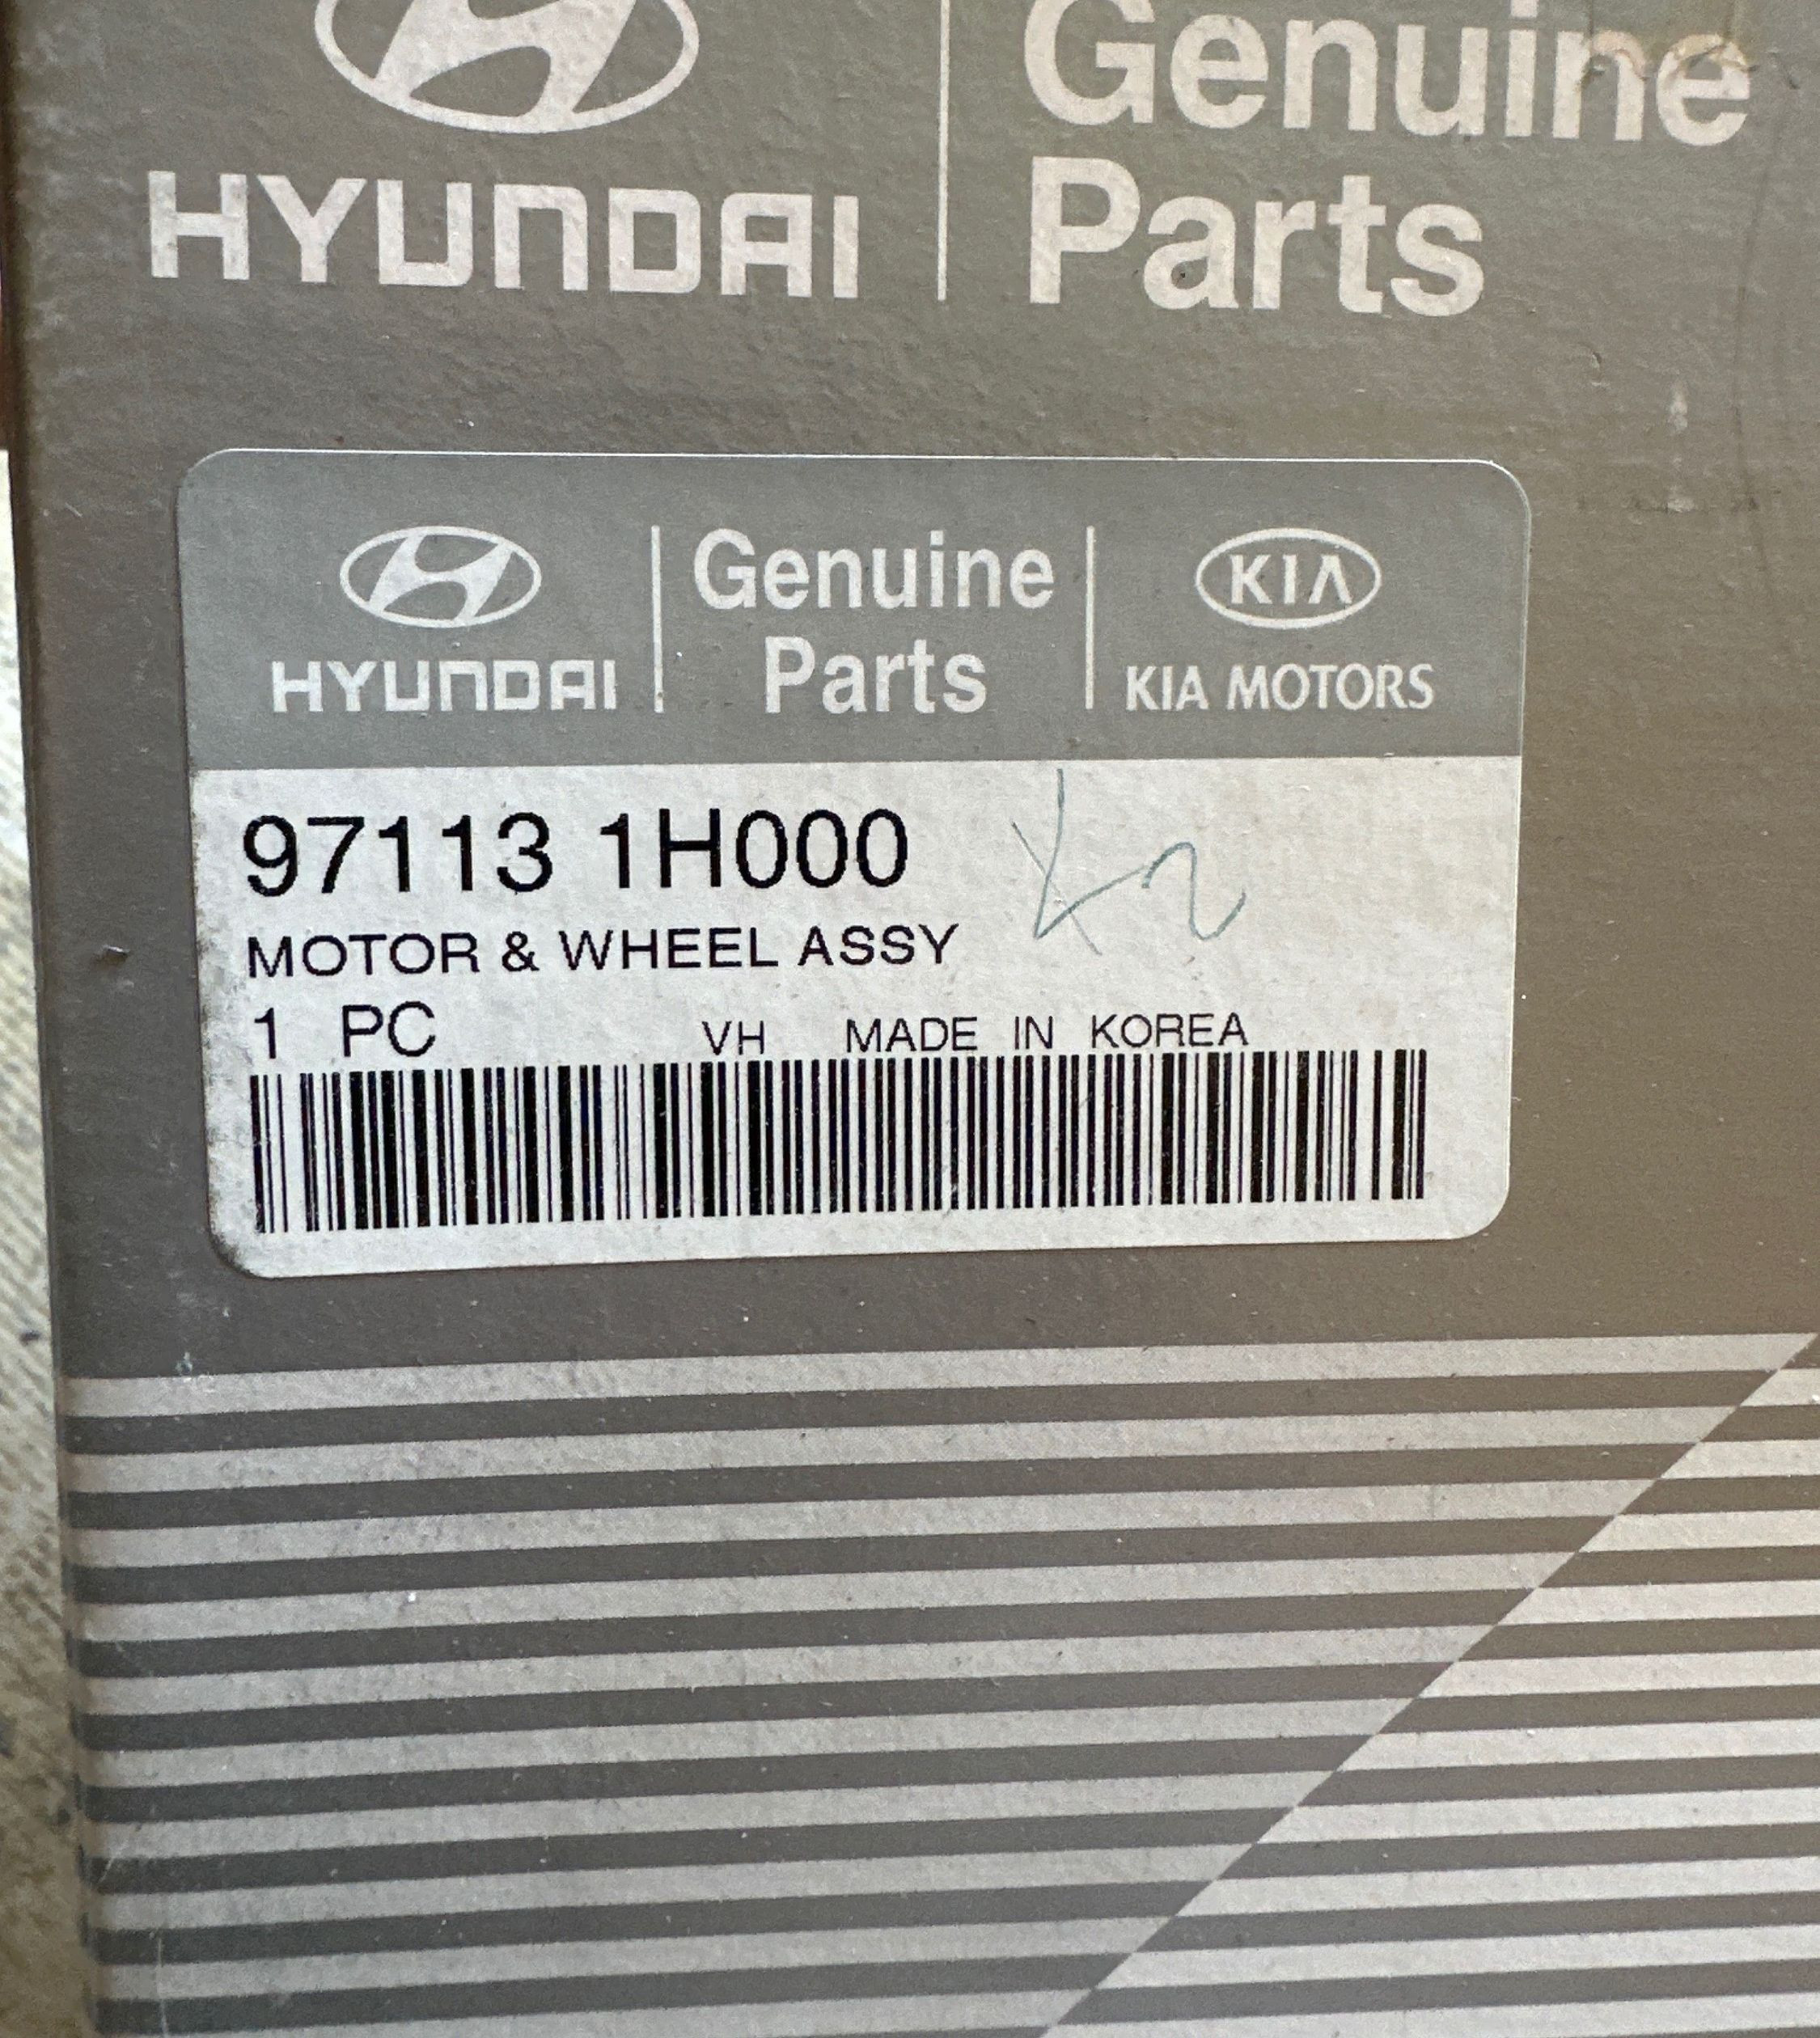 HYUNDAI
Genuine
Parts
HYUNDAI
Genuine
Parts
KIA
KIA MOTORS
97113 1H000
MOTOR & WHEEL ASSY
1 PC VH MADE IN KOREA